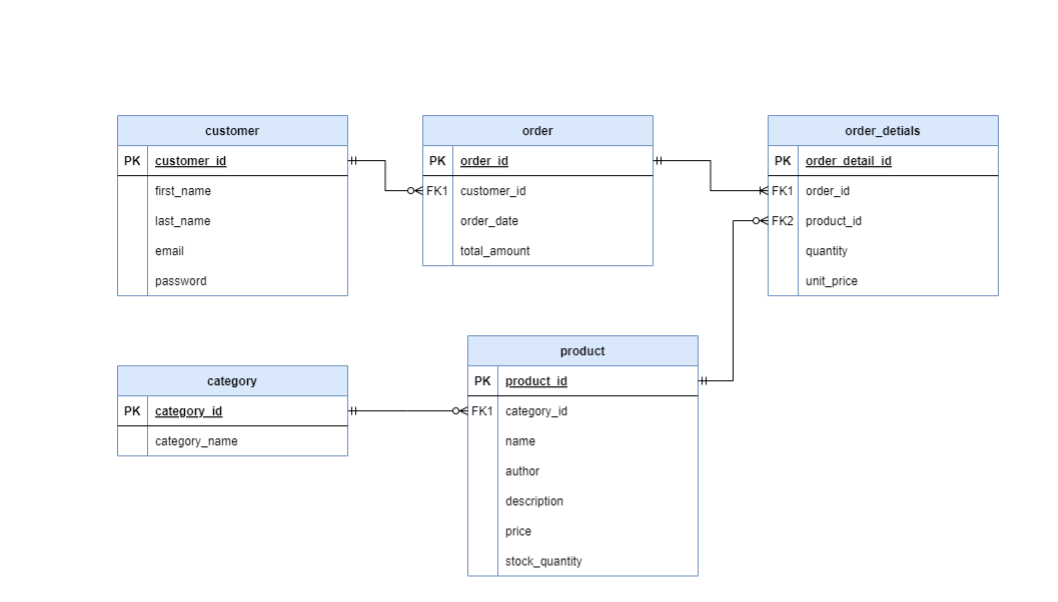 customer
PK customer_id
first_name
last_name
email
password
order
PK order_id
FK1 customer_id
order_date
total_amount
order_detials
PK order_detail_id
FK1 order_id
FK2 product_id
quantity
unit_price
category
PK category_id
category_name
product
PK product_id
FK1 category_id
name
author
description
price
stock_quantity